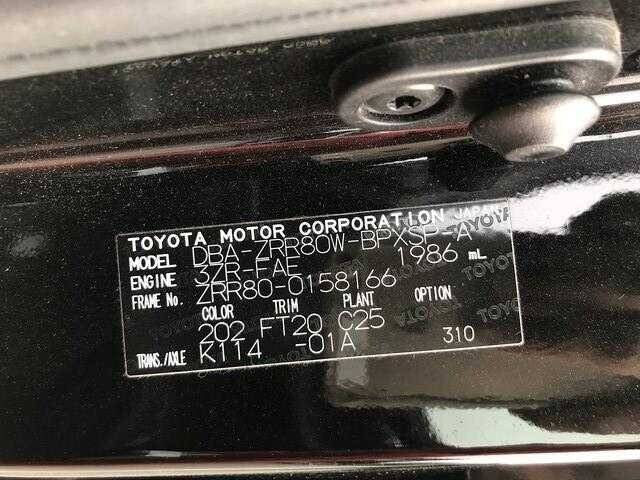 TOYOTA MOTOR CORPORATION JAPAN
MODEL DBA-ZRR80W-BPXSP-A
ENGINE 3ZR-FAE 1986 mL
FRAME No. ZRR80-0158166
COLOR TRIM PLANT OPTION
202 FT20 C25
TRANS./AXLE K114 -01A 310